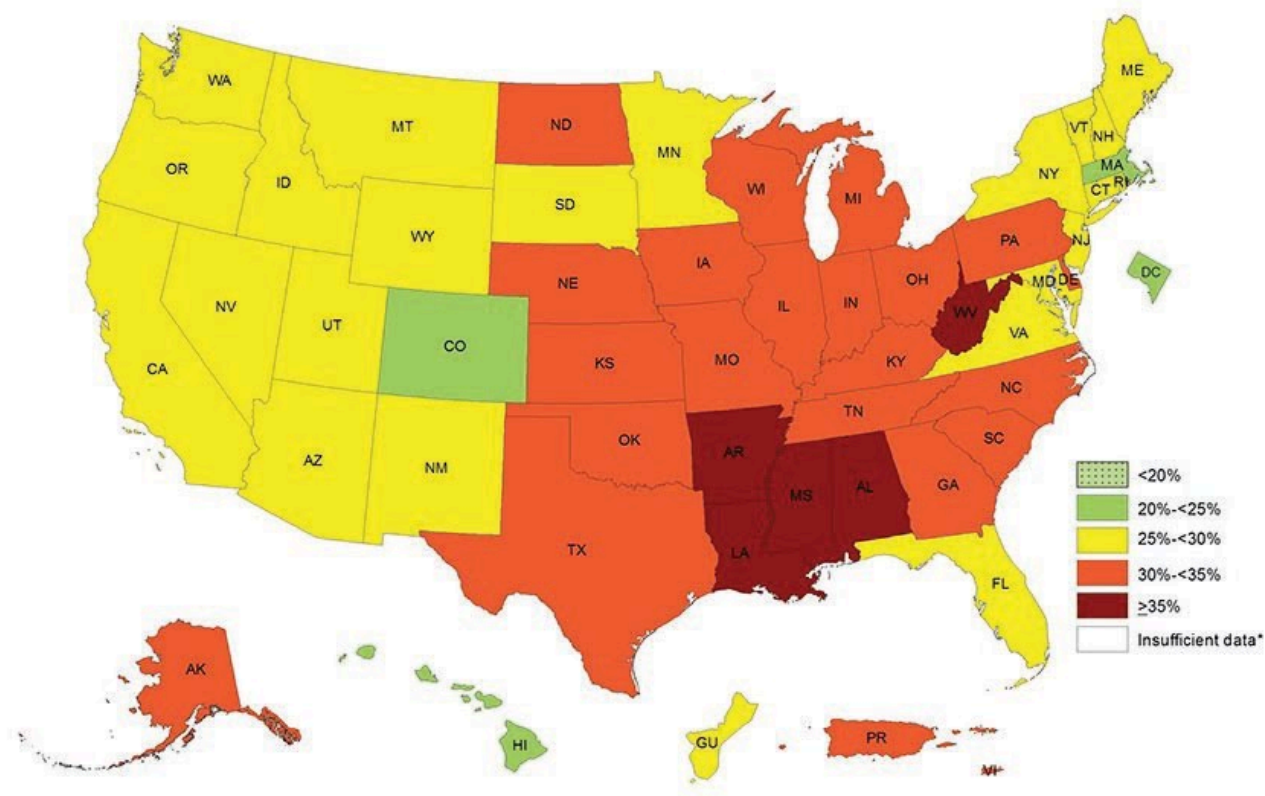 WA
MT
ND
MN
ME
VT
NH
OR
ID
SD
WI
MI
NY
MA
CT
RI
WY
IA
PA
NJ
NE
OH
MD
DE
DC
NV
UT
IL
IN
WV
VA
CO
CA
KS
MO
KY
NC
TN
OK
AR
SC
AZ
NM
MS
AL
GA
TX
LA
FL
<20%
20%-<25%
25%-<30%
30%-<35%
≥35%
Insufficient data*
AK
HI
GU
PR
VI